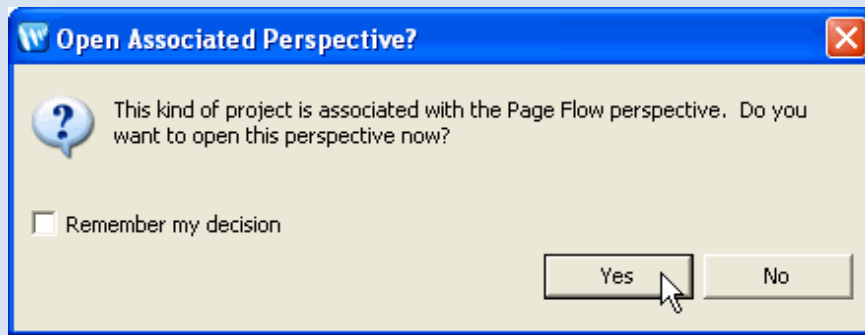 Open Associated Perspective?
This kind of project is associated with the Page Flow perspective. Do you
want to open this perspective now?
Remember my decision
Yes
No